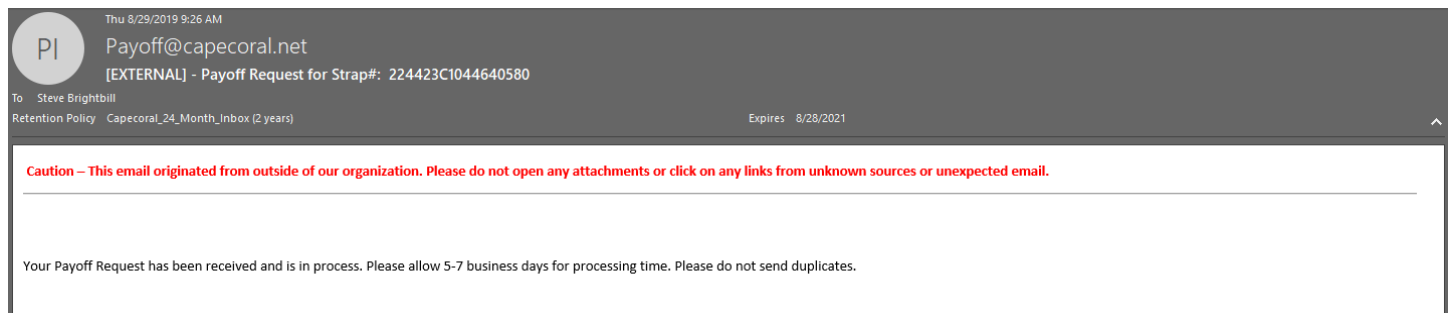 Thu 8/29/2019 9:26 AM
PI
Payoff@capecoral.net
[EXTERNAL] - Payoff Request for Strap#: 224423C1044640580
To Steve Brightbill
Retention Policy Capecoral_24_Month_Inbox (2 years) Expires 8/28/2021
Caution – This email originated from outside of our organization. Please do not open any attachments or click on any links from unknown sources or unexpected email.
Your Payoff Request has been received and is in process. Please allow 5-7 business days for processing time. Please do not send duplicates.